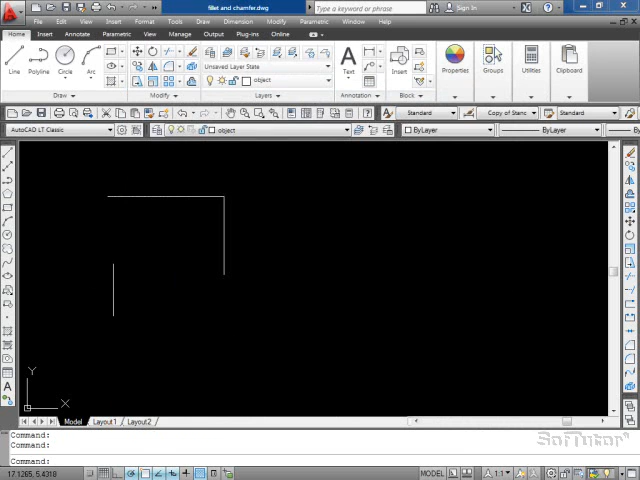 fillet and chamfer.dwg
Type a keyword or phrase
Sign In
File Edit View Insert Format Tools Draw Dimension Modify Parametric Window Help
Home Insert Annotate Parametric View Manage Output Plug-ins Online
Line Polyline Circle Arc
Unsaved Layer State
object
Text
Insert
Properties
Groups
Utilities
Clipboard
Draw
Modify
Layers
Annotation
Block
Standard
Copy of Stanc
Standard
AutoCAD LT Classic
object
ByLayer
ByLayer
Y
X
Model Layout1 Layout2
Command:
Command:
Command:
SofTutor
17.1265, 5.4318
MODEL
1:1